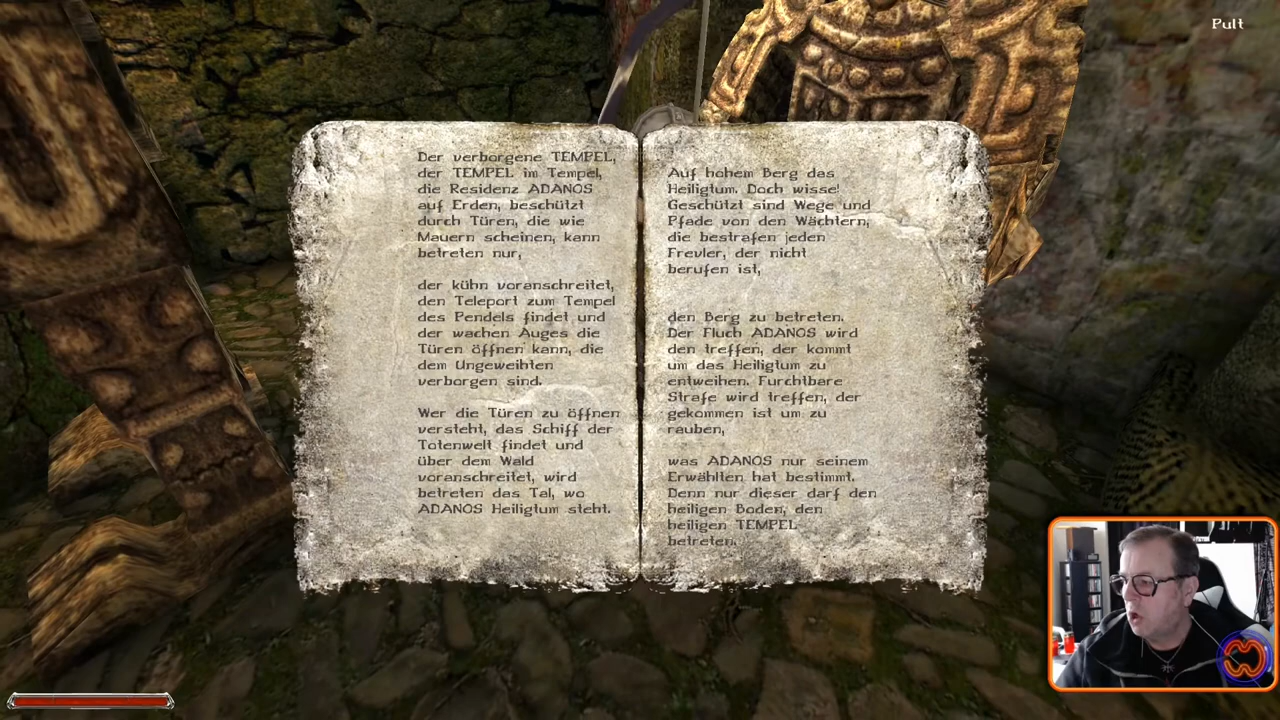 Pult
Der verborgene TEMPEL,
der TEMPEL im Tempel,
die Residenz ADANOS
auf Erden, beschützt
durch Türen, die wie
Mauern scheinen, kann
betreten nur,
der kühn voranschreitet,
den Teleport zum Tempel
des Pendels findet und
der wachen Auges die
Türen öffnen kann, die
dem Ungeweihten
verborgen sind.
Wer die Türen zu öffnen
versteht, das Schiff der
Totenwelt findet und
über dem Wald
voranschreitet, wird
betreten das Tal, wo
ADANOS Heiligtum steht.
Auf hohem Berg das
Heiligtum. Doch wisse!
Geschützt sind Wege und
Pfade von den Wächtern,
die bestrafen jeden
Frevler, der nicht
berufen ist,
den Berg zu betreten.
Der Fluch ADANOS wird
den treffen, der kommt
um das Heiligtum zu
entweihen. Furchtbare
Strafe wird treffen, der
gekommen ist um zu
rauben,
was ADANOS nur seinem
Erwählten hat bestimmt.
Denn nur dieser darf den
heiligen Boden, den
heiligen TEMPEL
betreten.